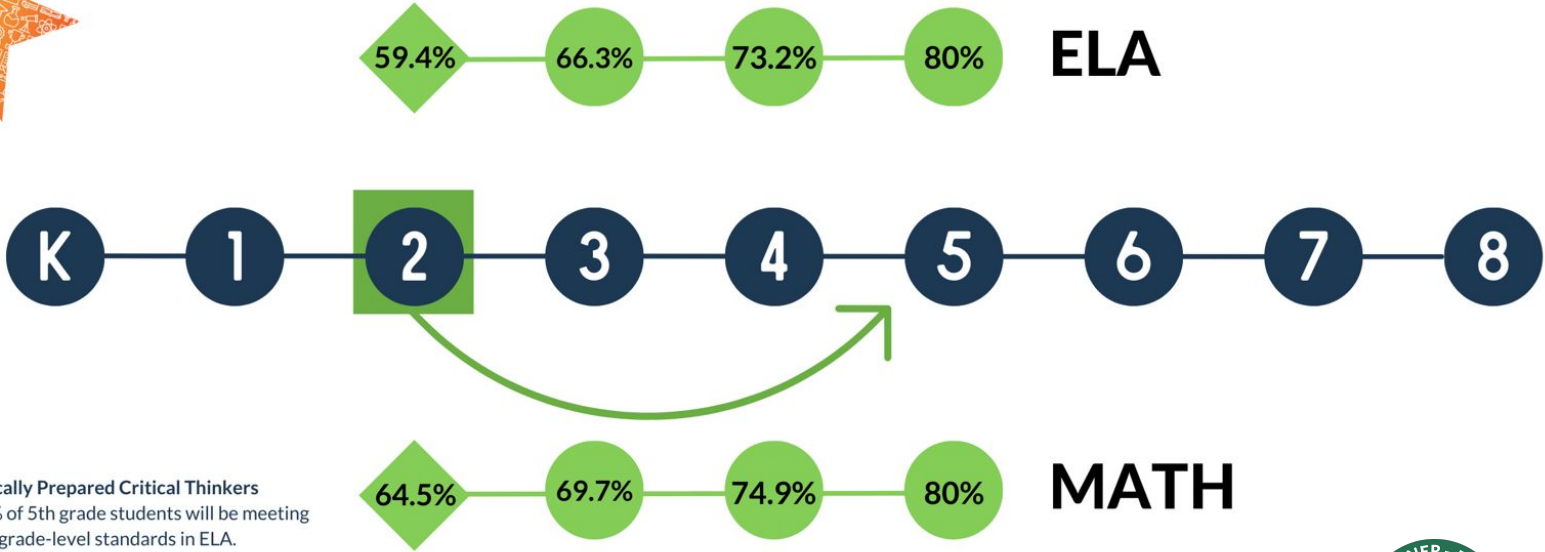 59.4% 66.3% 73.2% 80% ELA
K 1 2 3 4 5 6 7 8
64.5% 69.7% 74.9% 80% MATH
cally Prepared Critical Thinkers
% of 5th grade students will be meeting
grade-level standards in ELA.